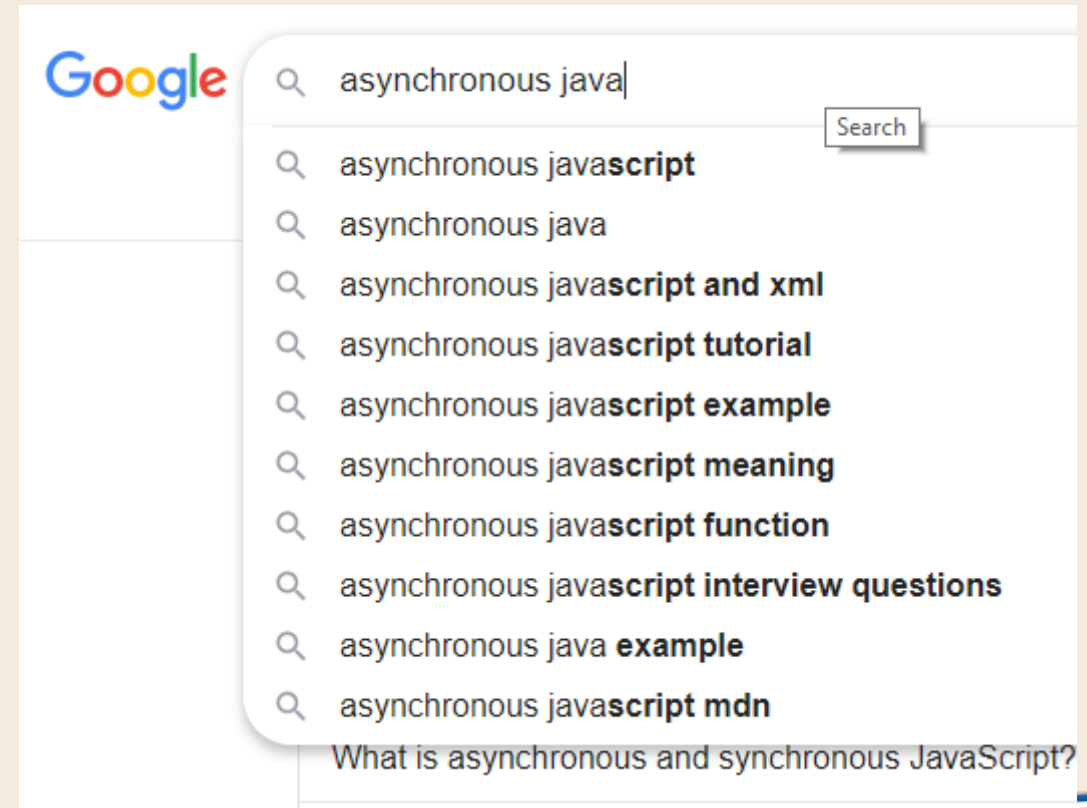 Google
asynchronous java
Search
asynchronous javascript
asynchronous java
asynchronous javascript and xml
asynchronous javascript tutorial
asynchronous javascript example
asynchronous javascript meaning
asynchronous javascript function
asynchronous javascript interview questions
asynchronous java example
asynchronous javascript mdn
What is asynchronous and synchronous JavaScript?